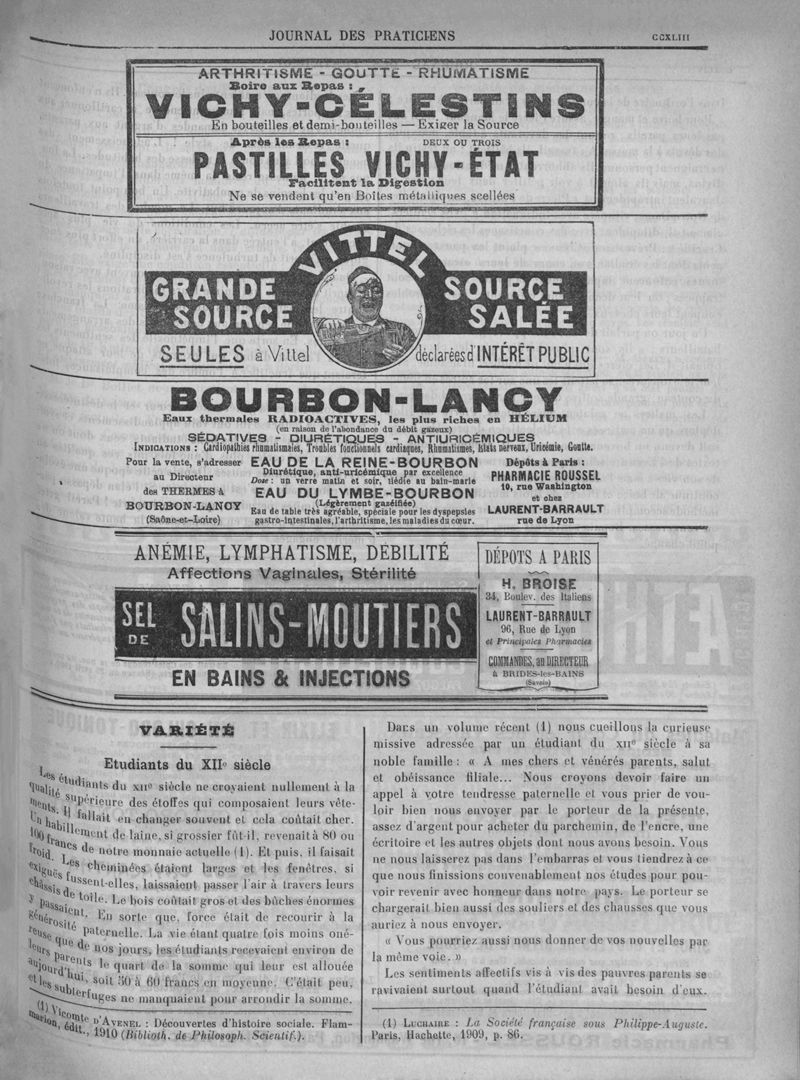 JOURNAL DES PRATICIENS
CCXLIII
ARTHRITISME - GOUTTE - RHUMATISME
Boire aux Repas :
VICHY-CÉLESTINS
En bouteilles et demi-bouteilles — Exiger la Source
Après les Repas : DEUX OU TROIS
PASTILLES VICHY-ÉTAT
Facilitent la Digestion
Ne se vendent qu'en Boîtes métalliques scellées
VITTEL
GRANDE SOURCE
SOURCE SALÉE
SEULES à Vittel déclarées d'INTÉRÊT PUBLIC
BOURBON-LANCY
Eaux thermales RADIOACTIVES, les plus riches en HÉLIUM
(en raison de l'abondance du débit gazeux)
SÉDATIVES - DIURÉTIQUES - ANTIURICÉMIQUES
INDICATIONS : Cardiopathies rhumatismales, Troubles fonctionnels cardiaques, Rhumatismes, Etats nerveux, Uricémie, Goutte.
Pour la vente, s'adresser
au Directeur
des THERMES à
BOURBON-LANCY
(Saône-et-Loire)
EAU DE LA REINE-BOURBON
Diurétique, anti-uricémique par excellence
Dose : un verre matin et soir, tiédie au bain-marie
EAU DU LYMBE-BOURBON
(Légèrement gazéifiée)
Eau de table très agréable, spéciale pour les dyspepsies
gastro-intestinales, l'arthritisme, les maladies du cœur.
Dépôts à Paris :
PHARMACIE ROUSSEL
10, rue Washington
et chez
LAURENT-BARRAULT
rue de Lyon
ANÉMIE, LYMPHATISME, DEBILITÉ
Affections Vaginales, Stérilité
SEL DE SALINS-MOUTIERS
EN BAINS & INJECTIONS
DÉPOTS A PARIS
H. BROISE
34, Boulev. des Italiens
LAURENT-BARRAULT
96, Rue de Lyon
et Principales Pharmacies
COMMANDES, au DIRECTEUR
à BRIDES-les-BAINS
(Savoie)
VARIÉTÉ
Etudiants du XIIe siècle
Les étudiants du XIIe siècle ne croyaient nullement à la
qualité supérieure des étoffes qui composaient leurs vête-
ments. Il fallait en changer souvent et cela coûtait cher.
Un habillement de laine, si grossier fût-il, revenait à 80 ou
100 francs de notre monnaie actuelle (1). Et puis, il faisait
froid. Les cheminées étaient larges et les fenêtres, si
exiguës fussent-elles, laissaient passer l'air à travers leurs
châssis de toile. Le bois coûtait gros et des bûches énormes
y passaient. En sorte que, force était de recourir à la
générosité paternelle. La vie étant quatre fois moins oné-
reuse que de nos jours, les étudiants recevaient environ de
leurs parents le quart de la somme qui leur est allouée
aujourd'hui, soit 50 à 60 francs en moyenne. C'était peu,
et les subterfuges ne manquaient pour arrondir la somme.
(1) Vicomte D'AVENEL : Découvertes d'histoire sociale. Flam-
marion, édit., 1910 (Biblioth. de Philosoph. Scientif.).
Dans un volume récent (1) nous cueillons la curieuse
missive adressée par un étudiant du XIIe siècle à sa
noble famille : « A mes chers et vénérés parents, salut
et obéissance filiale... Nous croyons devoir faire un
appel à votre tendresse paternelle et vous prier de vou-
loir bien nous envoyer par le porteur de la présente,
assez d'argent pour acheter du parchemin, de l'encre, une
écritoire et les autres objets dont nous avons besoin. Vous
ne nous laisserez pas dans l'embarras et vous tiendrez à ce
que nous finissions convenablement nos études pour pou-
voir revenir avec honneur dans notre pays. Le porteur se
chargerait bien aussi des souliers et des chausses que vous
auriez à nous envoyer.
« Vous pourriez aussi nous donner de vos nouvelles par
la même voie. »
Les sentiments affectifs vis à vis des pauvres parents se
ravivaient surtout quand l'étudiant avait besoin d'eux.
(1) LUCHAIRE : La Société française sous Philippe-Auguste.
Paris, Hachette, 1909, p. 86.